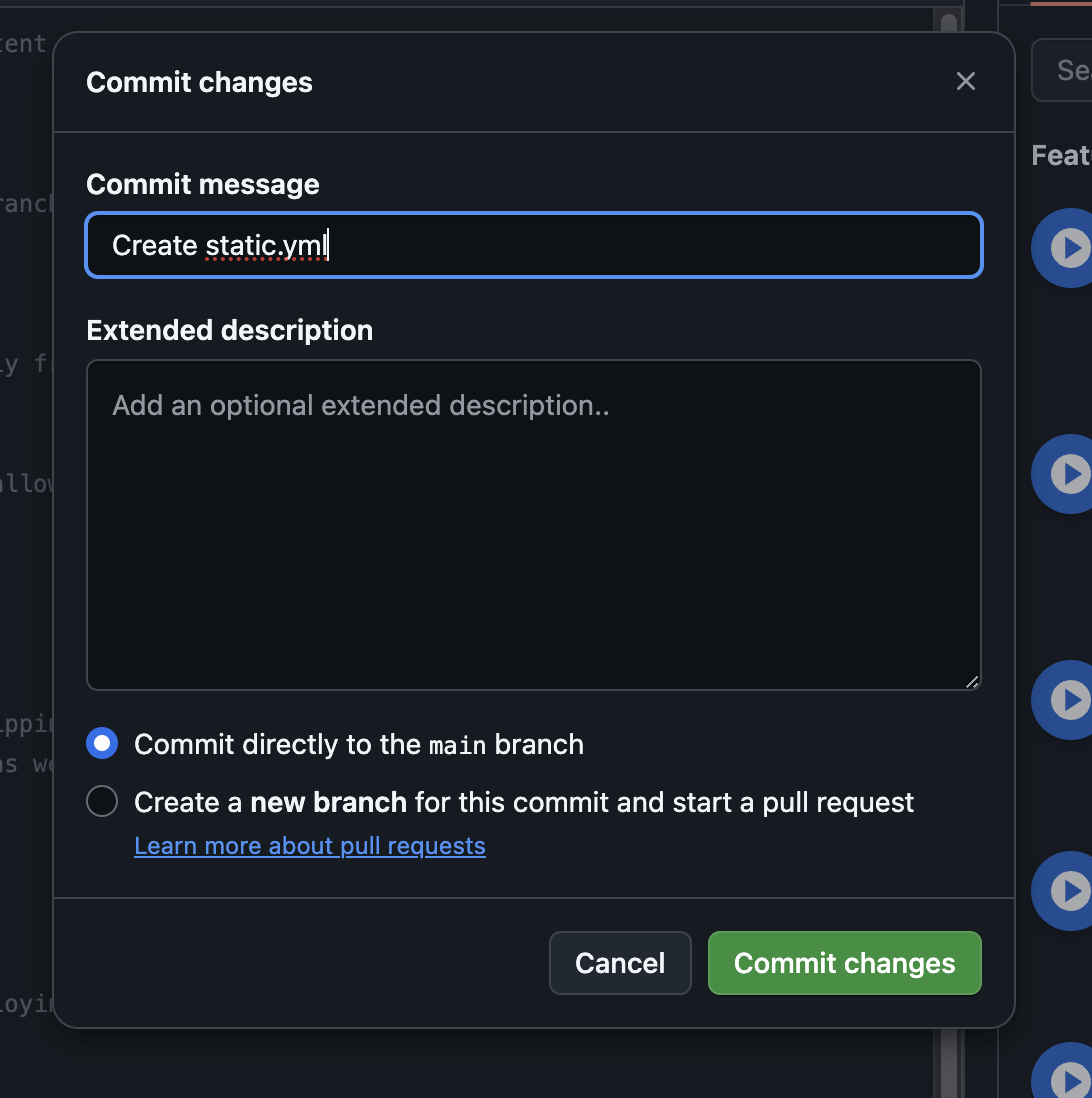 Commit changes
Commit message
Create static.yml
Extended description
Add an optional extended description..
Commit directly to the main branch
Create a new branch for this commit and start a pull request
Learn more about pull requests
Cancel
Commit changes